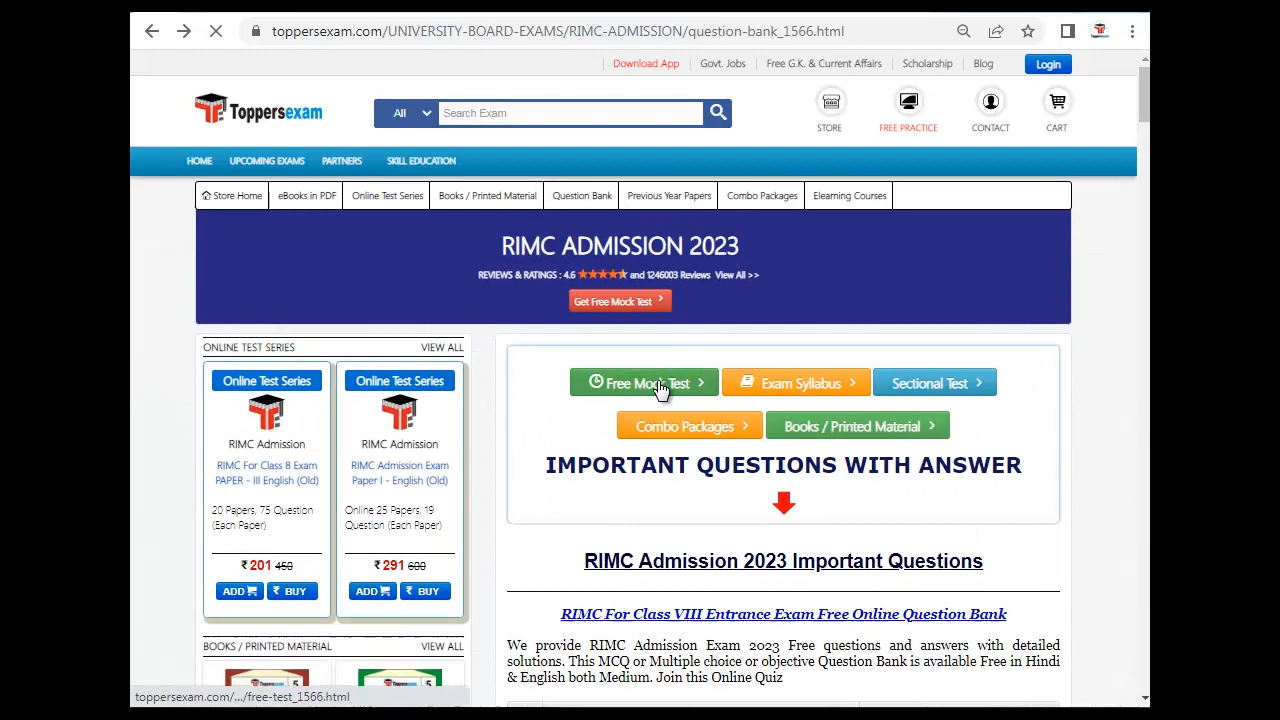 toppersexam.com/UNIVERSITY-BOARD-EXAMS/RIMC-ADMISSION/question-bank_1566.html
Download App
Govt. Jobs
Free G.K. & Current Affairs
Scholarship
Blog
Login
Toppersexam
All
Search Exam
STORE
FREE PRACTICE
CONTACT
CART
HOME
UPCOMING EXAMS
PARTNERS
SKILL EDUCATION
Store Home
eBooks in PDF
Online Test Series
Books / Printed Material
Question Bank
Previous Year Papers
Combo Packages
Elearning Courses
RIMC ADMISSION 2023
REVIEWS & RATINGS : 4.6 and 1246003 Reviews View All >>
Get Free Mock Test
ONLINE TEST SERIES
VIEW ALL
Online Test Series
RIMC Admission
RIMC For Class 8 Exam
PAPER - III English (Old)
20 Papers, 75 Question
(Each Paper)
₹ 201 450
ADD
₹ BUY
Online Test Series
RIMC Admission
RIMC Admission Exam
Paper I - English (Old)
Online 25 Papers, 19
Question (Each Paper)
₹ 291 600
ADD
₹ BUY
BOOKS / PRINTED MATERIAL
VIEW ALL
5
5
Free Mock Test
Exam Syllabus
Sectional Test
Combo Packages
Books / Printed Material
IMPORTANT QUESTIONS WITH ANSWER
RIMC Admission 2023 Important Questions
RIMC For Class VIII Entrance Exam Free Online Question Bank
We provide RIMC Admission Exam 2023 Free questions and answers with detailed
solutions. This MCQ or Multiple choice or objective Question Bank is available Free in Hindi
& English both Medium. Join this Online Quiz
toppersexam.com/.../free-test_1566.html